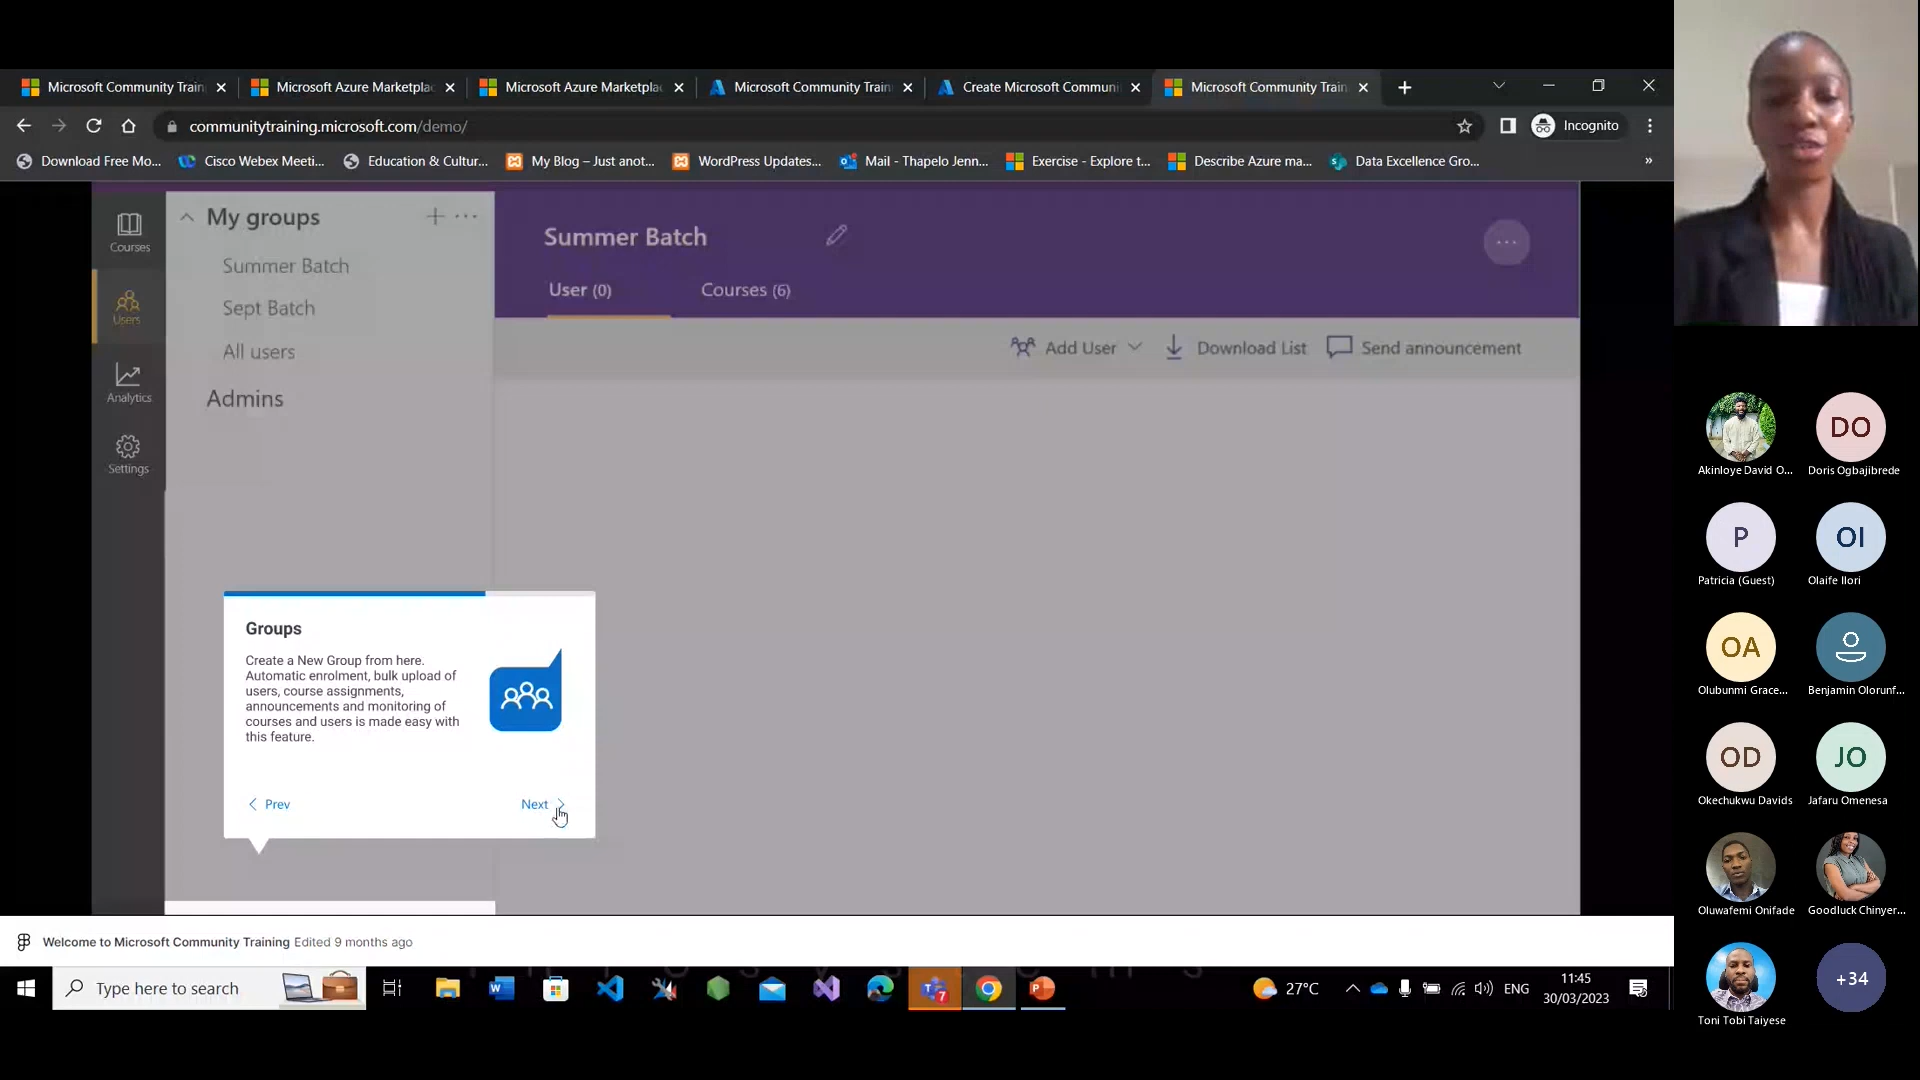 Microsoft Community Train
Microsoft Azure Marketplac
Microsoft Azure Marketplac
Microsoft Community Train
Create Microsoft Communi
Microsoft Community Train
communitytraining.microsoft.com/demo/
Incognito
Download Free Mo...
Cisco Webex Meeti...
Education & Cultur...
My Blog – Just anot...
WordPress Updates...
Mail - Thapelo Jenn...
Exercise - Explore t...
Describe Azure ma...
Data Excellence Gro...
»
Courses
Users
Analytics
Settings
My groups
Summer Batch
Sept Batch
All users
Admins
Summer Batch
User (0)
Courses (6)
Add User
Download List
Send announcement
Groups
Create a New Group from here.
Automatic enrolment, bulk upload of
users, course assignments,
announcements and monitoring of
courses and users is made easy with
this feature.
Prev
Next
Welcome to Microsoft Community Training Edited 9 months ago
Type here to search
7
27°C
ENG
11:45
30/03/2023
Akinloye David O...
DO
Doris Ogbajibrede
P
Patricia (Guest)
OI
Olaife Ilori
OA
Olubunmi Grace...
Benjamin Olorunf...
OD
Okechukwu Davids
JO
Jafaru Omenesa
Oluwafemi Onifade
Goodluck Chinyer...
Toni Tobi Taiyese
+34